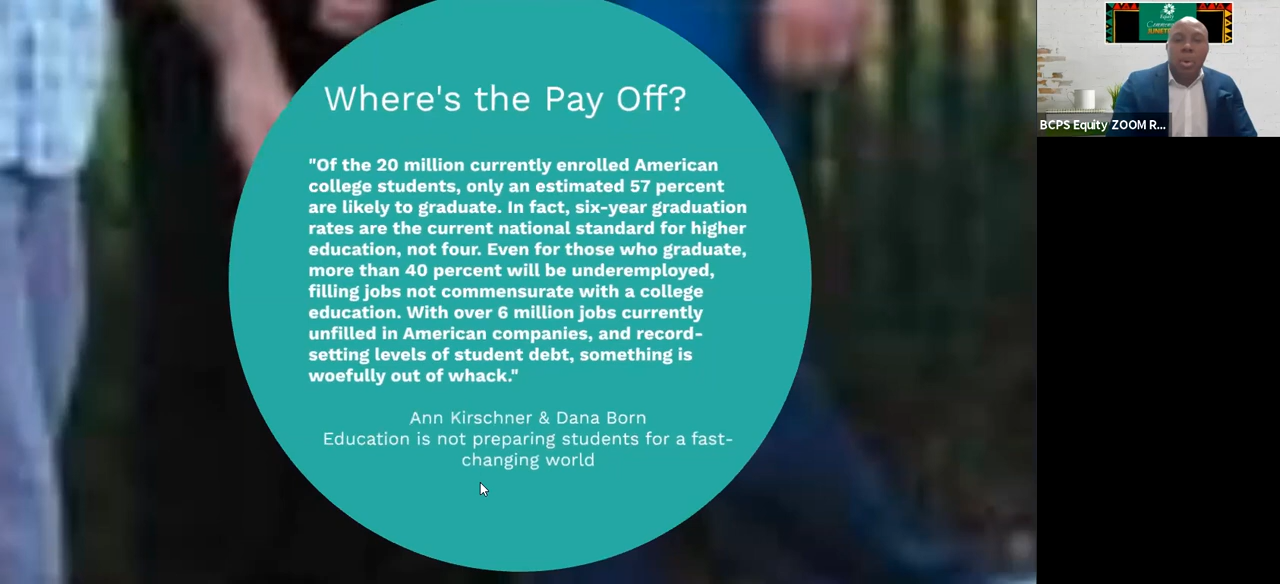 Where's the Pay Off?
"Of the 20 million currently enrolled American
college students, only an estimated 57 percent
are likely to graduate. In fact, six-year graduation
rates are the current national standard for higher
education, not four. Even for those who graduate,
more than 40 percent will be underemployed,
filling jobs not commensurate with a college
education. With over 6 million jobs currently
unfilled in American companies, and record-
setting levels of student debt, something is
woefully out of whack."
Ann Kirschner & Dana Born
Education is not preparing students for a fast-
changing world
Equity
BCPS Equity ZOOM R...